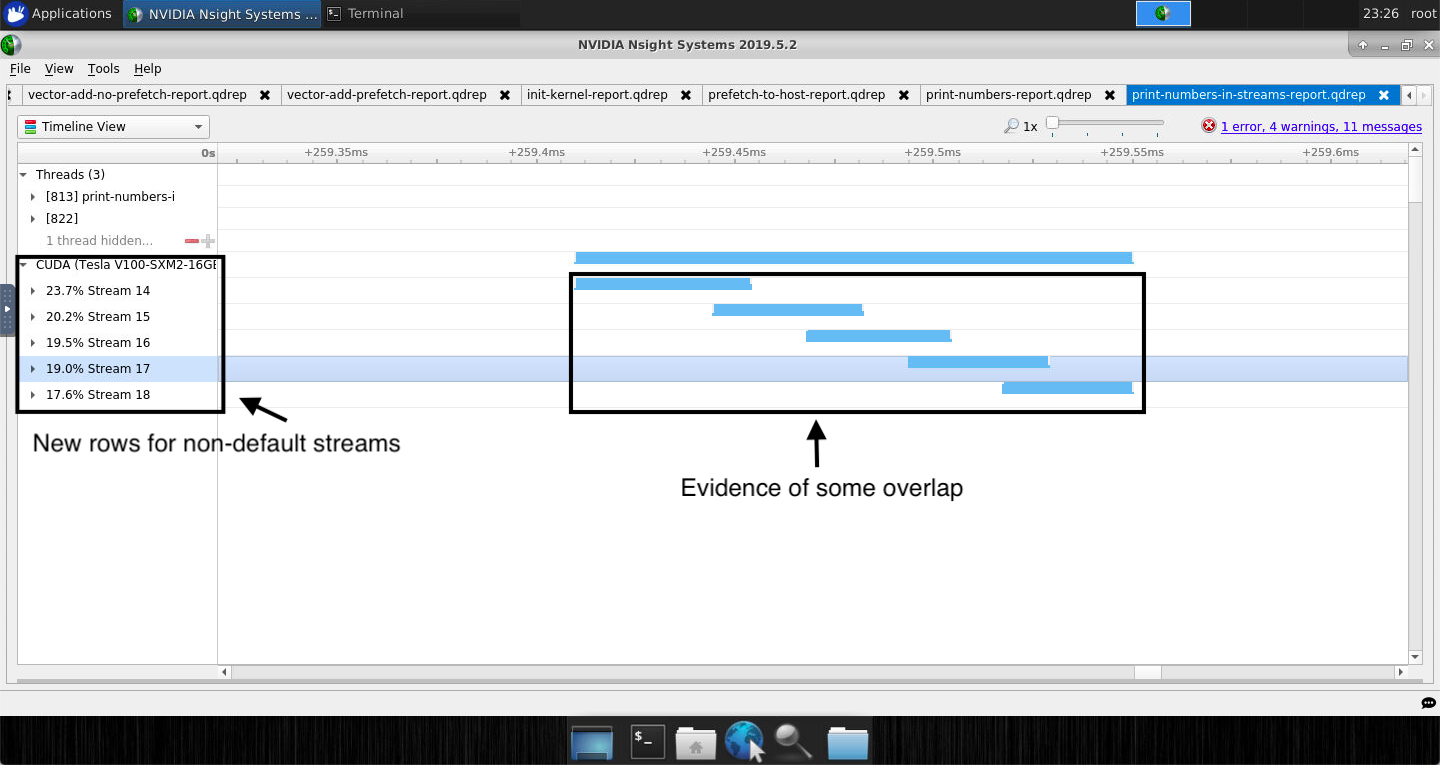 Applications NVIDIA Nsight Systems ... Terminal 23:26 root
NVIDIA Nsight Systems 2019.5.2
File View Tools Help
vector-add-no-prefetch-report.qdrep vector-add-prefetch-report.qdrep init-kernel-report.qdrep prefetch-to-host-report.qdrep print-numbers-report.qdrep print-numbers-in-streams-report.qdrep
Timeline View 1x 1 error, 4 warnings, 11 messages
0s +259.35ms +259.4ms +259.45ms +259.5ms +259.55ms +259.6ms
Threads (3)
[813] print-numbers-i
[822]
1 thread hidden...
CUDA (Tesla V100-SXM2-16GB
23.7% Stream 14
20.2% Stream 15
19.5% Stream 16
19.0% Stream 17
17.6% Stream 18
New rows for non-default streams
Evidence of some overlap